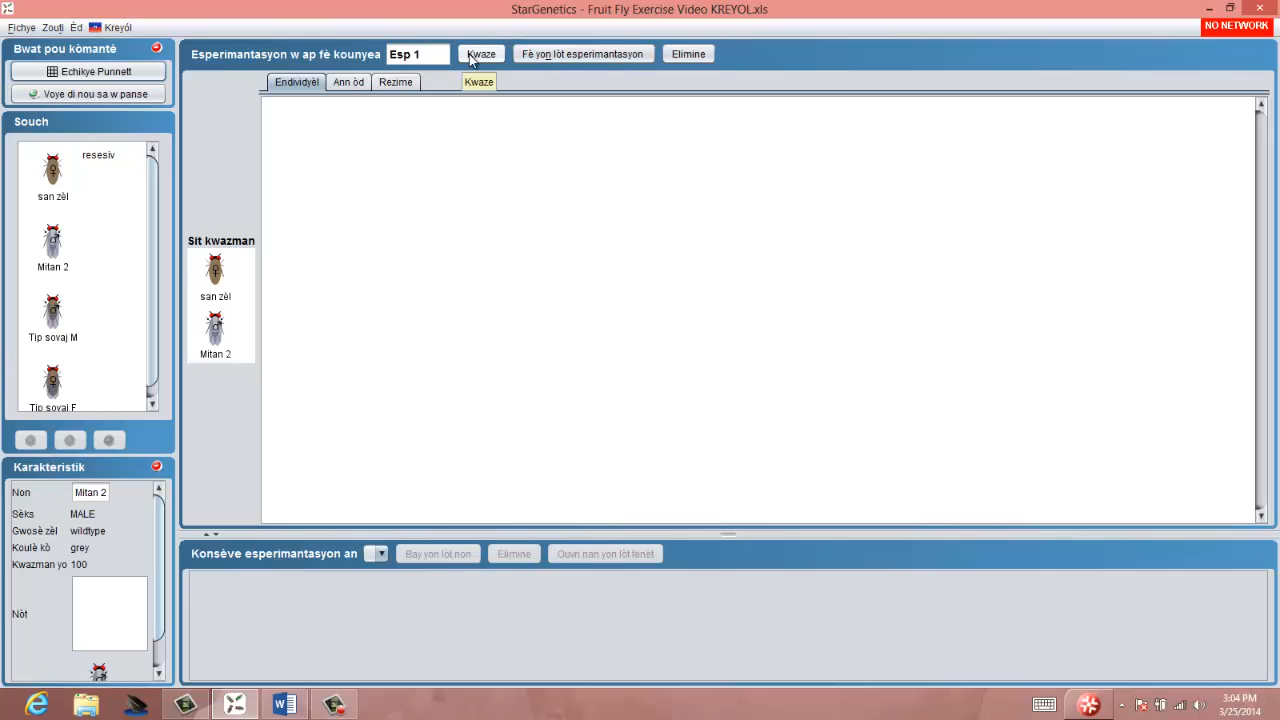 StarGenetics - Fruit Fly Exercise Video KREYOL.xls
Fichye Zouti Èd Kreyól
NO NETWORK
Bwat pou kòmantè
Echikye Punnett
Voye di nou sa w panse
Esperimantasyon w ap fè kounyea Esp 1 Kwaze Fè yon lòt esperimantasyon Elimine
Endividyèl Ann òd Rezime Kwaze
Souch
resesiv
san zèl
Mitan 2
Tip sovaj M
Tip sovaj F
Sit kwazman
san zèl
Mitan 2
Karakteristik
Non Mitan 2
Sèks MALE
Gwosè zèl wildtype
Koulè kò grey
Kwazman yo 100
Nòt
Konsève esperimantasyon an Bay yon lòt non Elimine Ouvri nan yon lòt fenèt
3:04 PM
3/25/2014